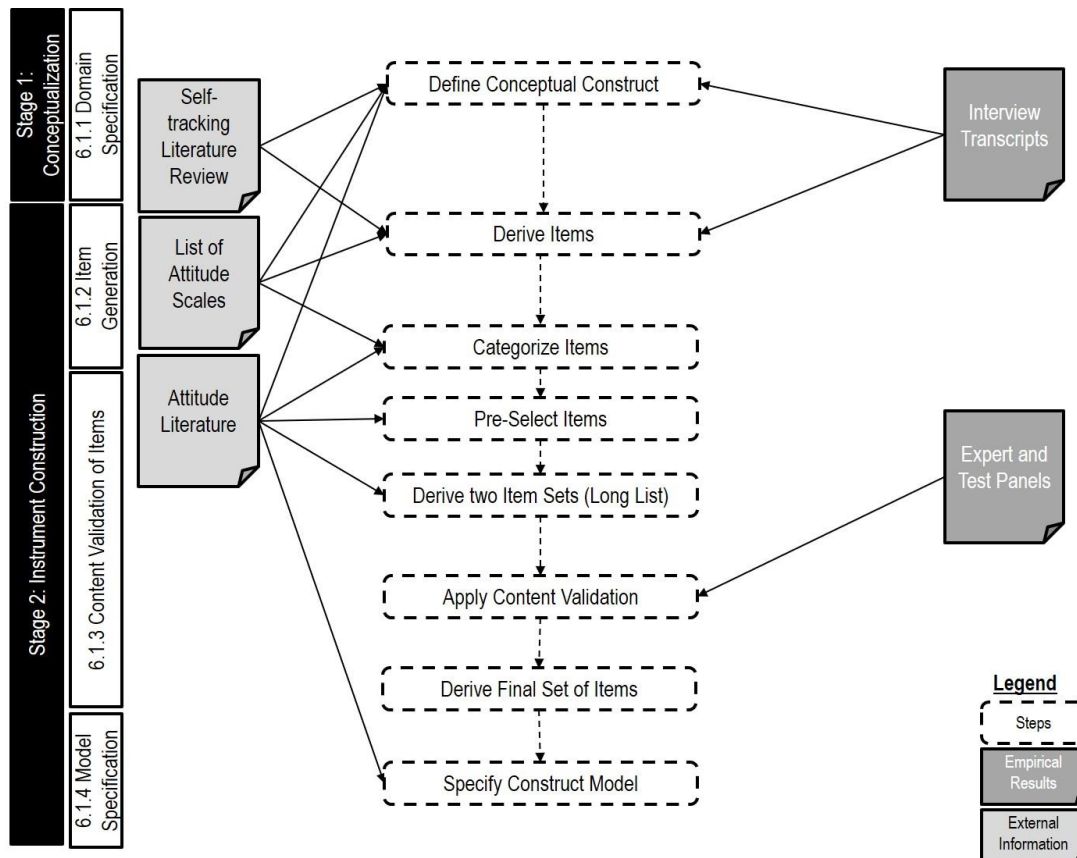 Stage 1:
Conceptualization
6.1.1 Domain
Specification
Self-
tracking
Literature
Review
Define Conceptual Construct
Interview
Transcripts
Stage 2: Instrument Construction
6.1.2 Item
Generation
List of
Attitude
Scales
Derive Items
Categorize Items
6.1.3 Content Validation of Items
Attitude
Literature
Pre-Select Items
Derive two Item Sets (Long List)
Expert and
Test Panels
Apply Content Validation
Derive Final Set of Items
6.1.4 Model
Specification
Specify Construct Model
Legend
Steps
Empirical
Results
External
Information